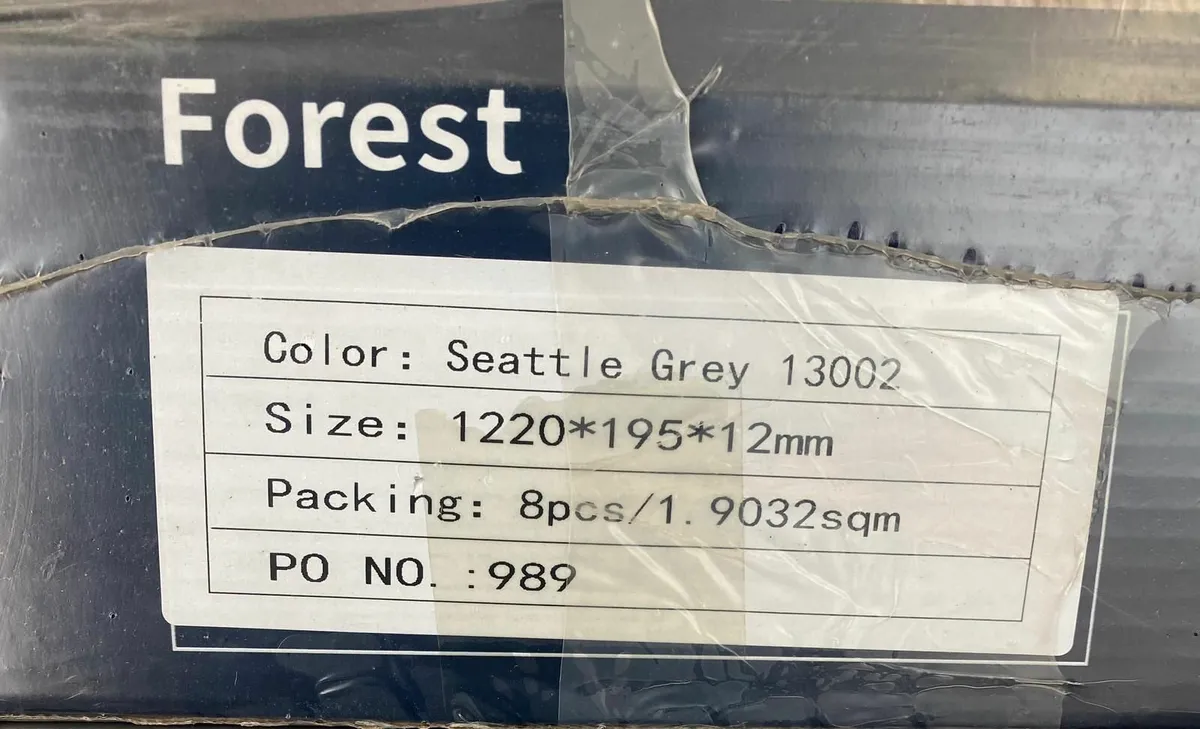 Forest
Color: Seattle Grey 13002
Size: 1220*195*12mm
Packing: 8pcs/1.9032sqm
PO NO.:989